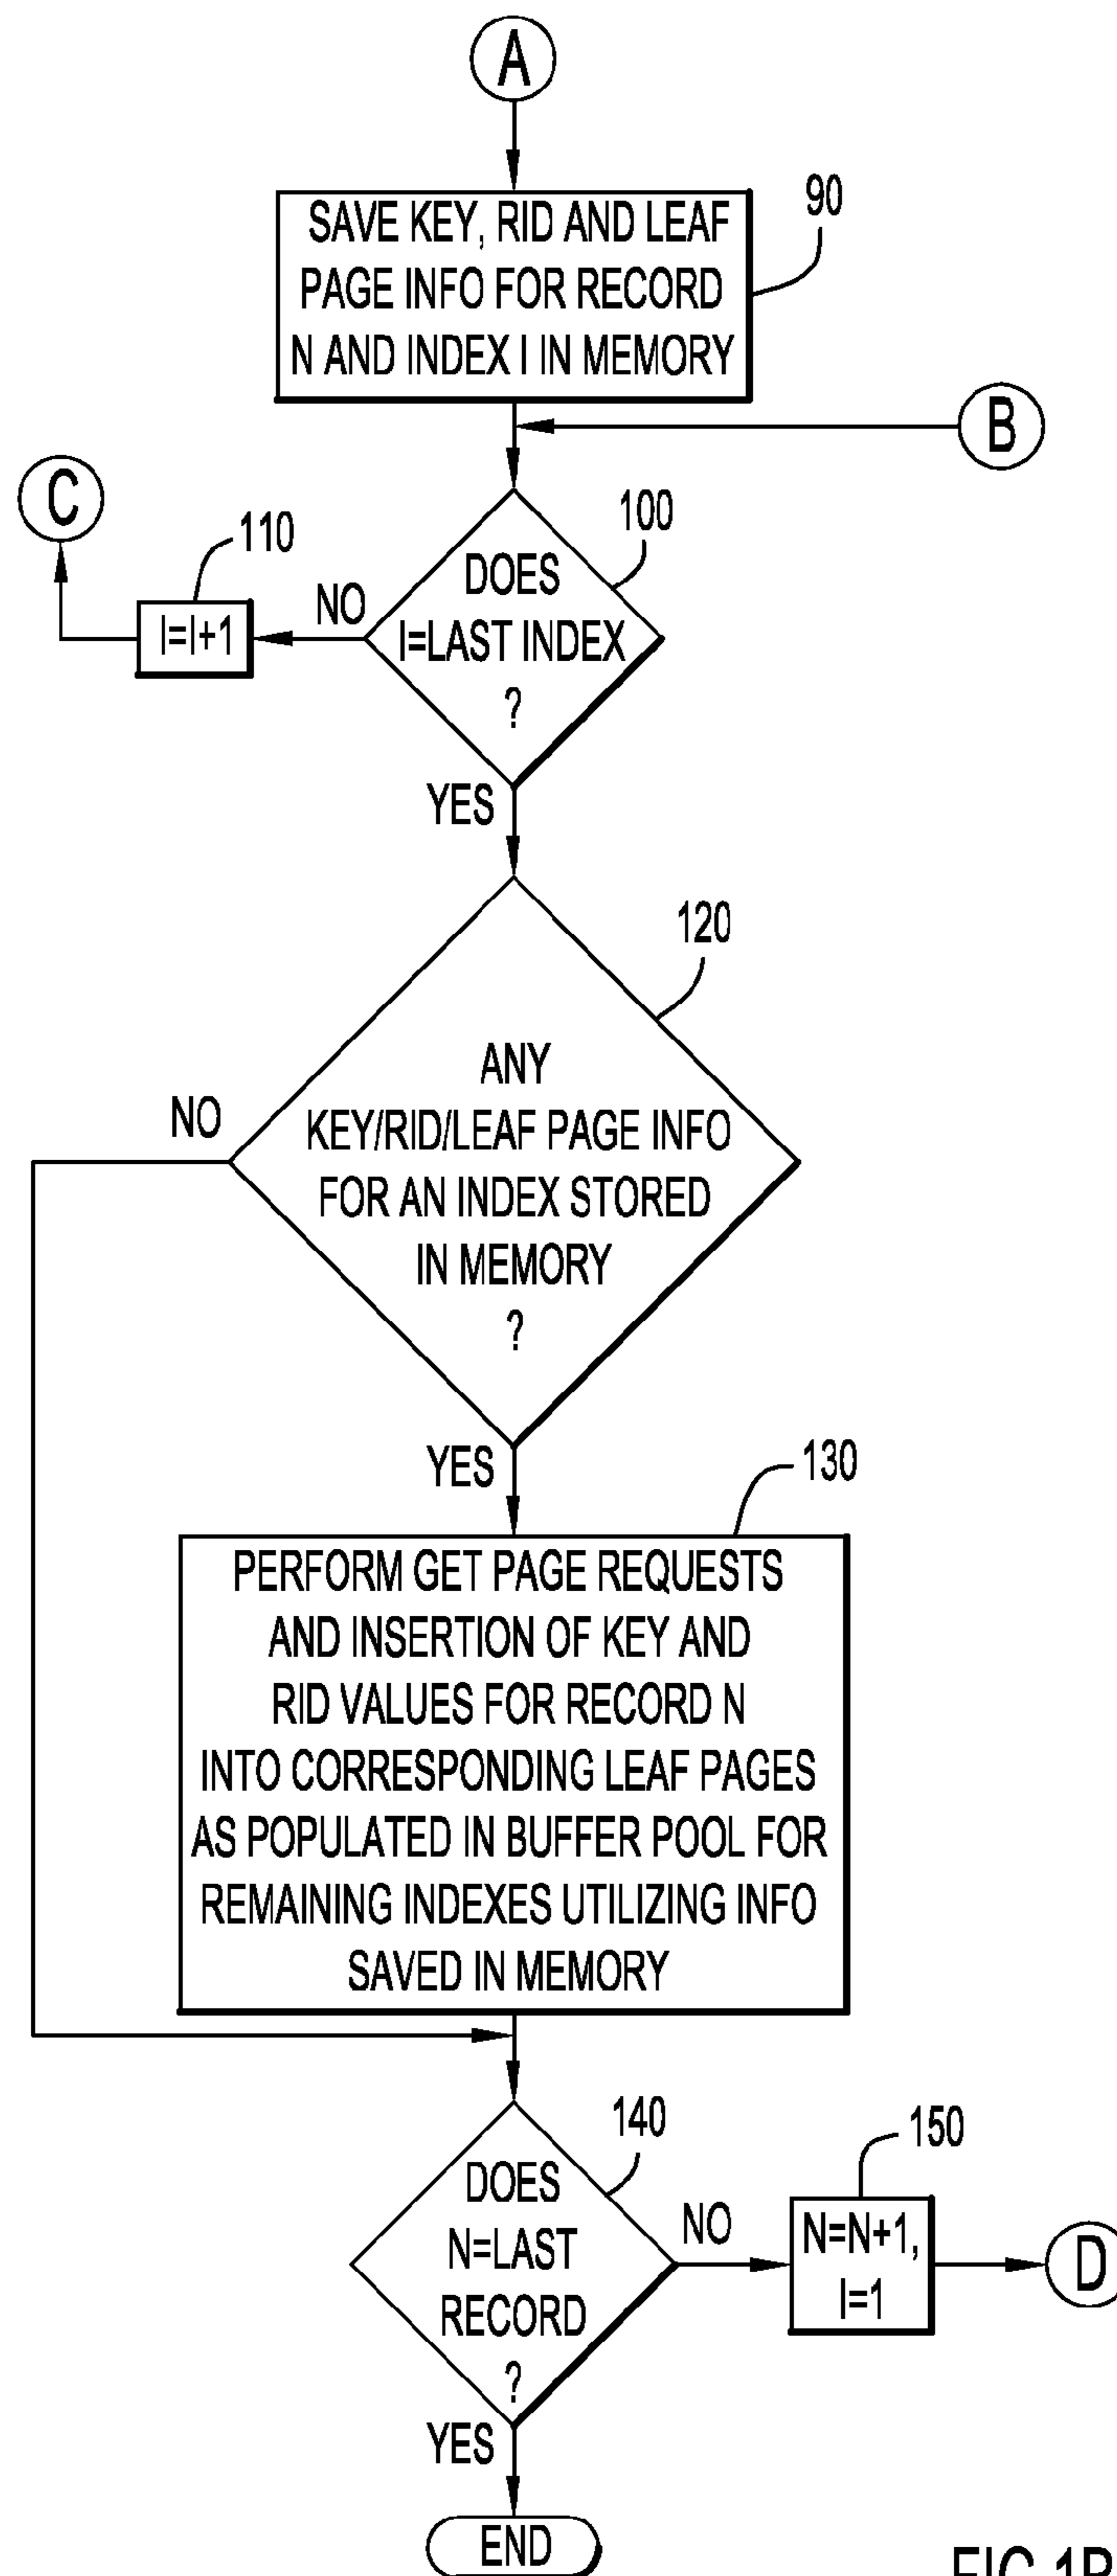 A
SAVE KEY, RID AND LEAF
PAGE INFO FOR RECORD
N AND INDEX I IN MEMORY
90
B
C
110
I=I+1
NO
100
DOES
I=LAST INDEX
?
YES
120
ANY
KEY/RID/LEAF PAGE INFO
FOR AN INDEX STORED
IN MEMORY
?
NO
YES
130
PERFORM GET PAGE REQUESTS
AND INSERTION OF KEY AND
RID VALUES FOR RECORD N
INTO CORRESPONDING LEAF PAGES
AS POPULATED IN BUFFER POOL FOR
REMAINING INDEXES UTILIZING INFO
SAVED IN MEMORY
140
DOES
N=LAST
RECORD
?
NO
150
N=N+1,
I=1
D
YES
END
FIG.1B